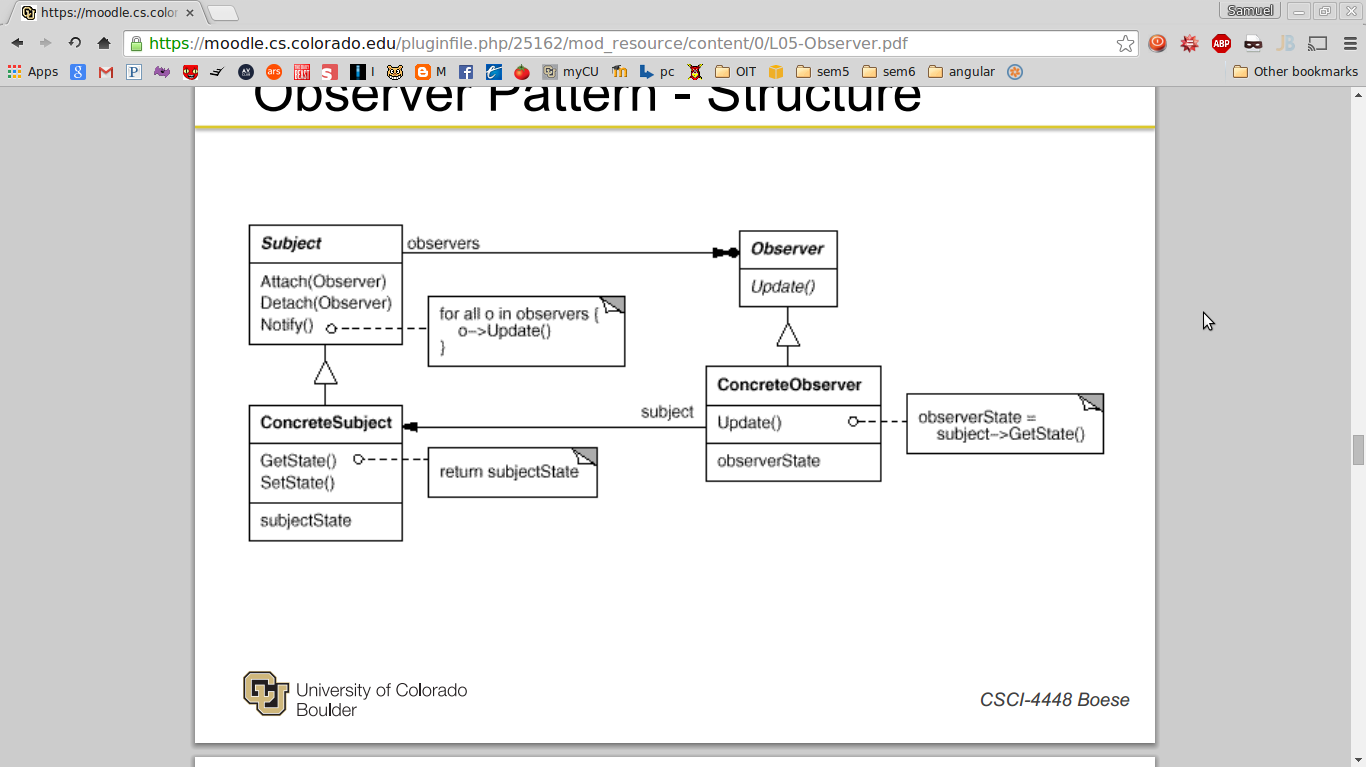 https://moodle.cs.color
Samuel
https://moodle.cs.colorado.edu/pluginfile.php/25162/mod_resource/content/0/L05-Observer.pdf
Apps
I
M
myCU
pc
OIT
sem5
sem6
angular
Other bookmarks
Observer Pattern - Structure
Subject
Attach(Observer)
Detach(Observer)
Notify()
observers
for all o in observers {
o–>Update()
}
Observer
Update()
ConcreteSubject
GetState()
SetState()
subjectState
return subjectState
subject
ConcreteObserver
Update()
observerState
observerState =
subject–>GetState()
University of Colorado
Boulder
CSCI-4448 Boese